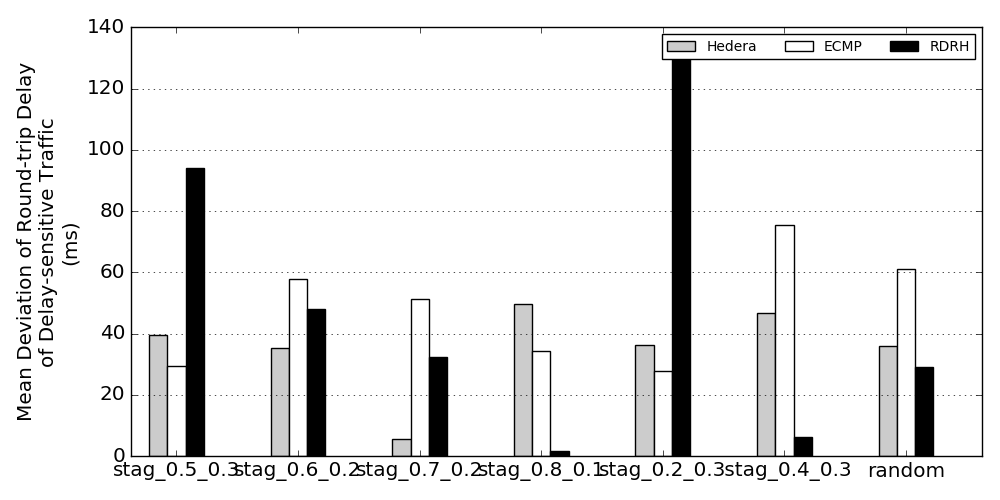 Mean Deviation of Round-trip Delay
of Delay-sensitive Traffic
(ms)
140
120
100
80
60
40
20
0
Hedera ECMP RDRH
stag_0.5_0.3 stag_0.6_0.2 stag_0.7_0.2 stag_0.8_0.1 stag_0.2_0.3 stag_0.4_0.3 random